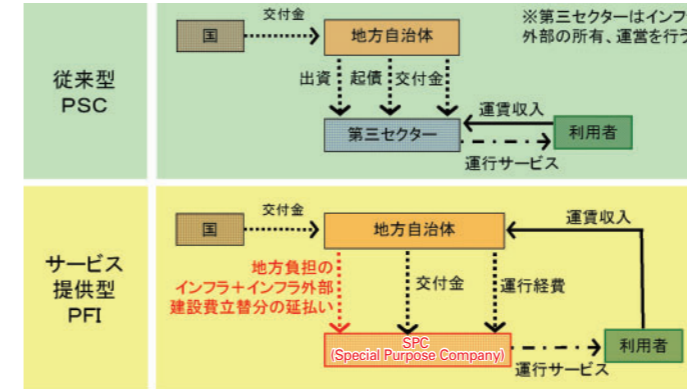 従来型
PSC
国
交付金
地方自治体
※第三セクターはインフ
外部の所有、運営を行う
出資
起債
交付金
第三セクター
運賃収入
利用者
運行サービス
サービス
提供型
PFI
国
交付金
地方自治体
運賃収入
地方負担の
インフラ+インフラ外部
建設費立替分の延払い
交付金
運行経費
SPC
(Special Purpose Company)
利用者
運行サービス